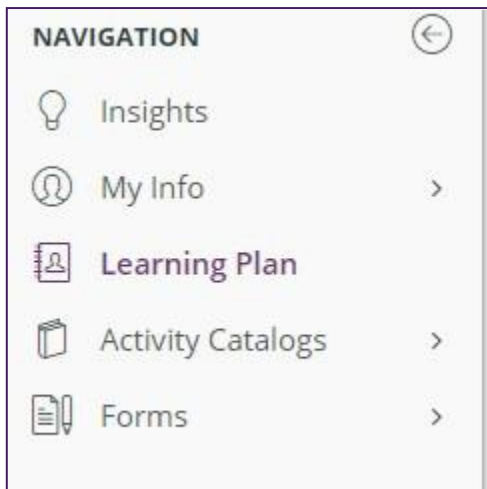 NAVIGATION
Insights
My Info
Learning Plan
Activity Catalogs
Forms